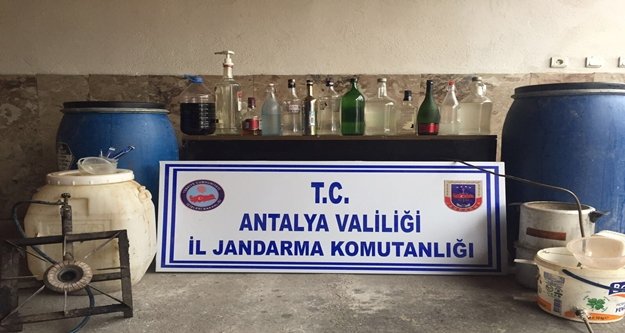 T.C.
ANTALYA VALİLİĞİ
İL JANDARMA KOMUTANLIĞI